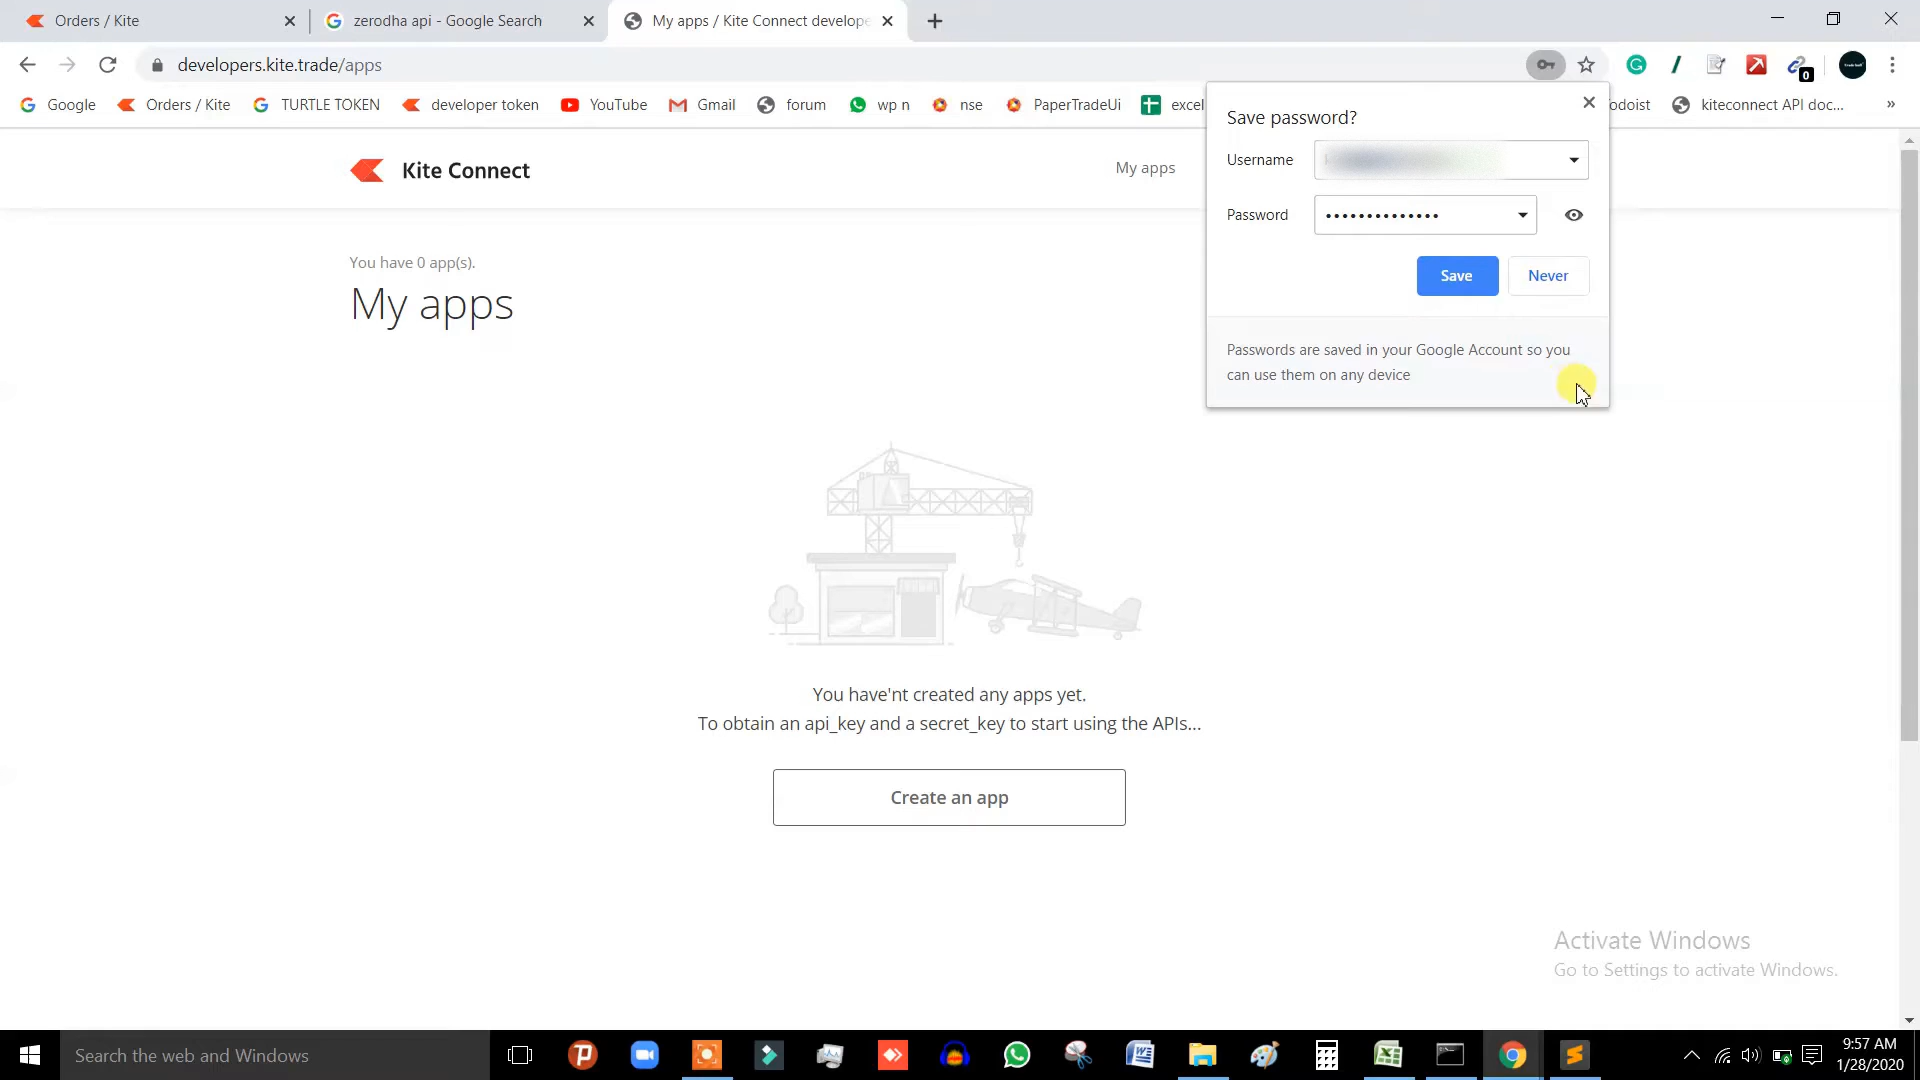 Orders / Kite
zerodha api - Google Search
My apps / Kite Connect develope
developers.kite.trade/apps
0
Google
Orders / Kite
TURTLE TOKEN
developer token
YouTube
Gmail
forum
wp n
nse
PaperTradeUi
excel
odoist
kiteconnect API doc...
»
Save password?
Username
Password
Save
Never
Passwords are saved in your Google Account so you
can use them on any device
Kite Connect
My apps
You have 0 app(s).
My apps
You have'nt created any apps yet.
To obtain an api_key and a secret_key to start using the APIs...
Create an app
Activate Windows
Go to Settings to activate Windows.
Search the web and Windows
9:57 AM
1/28/2020